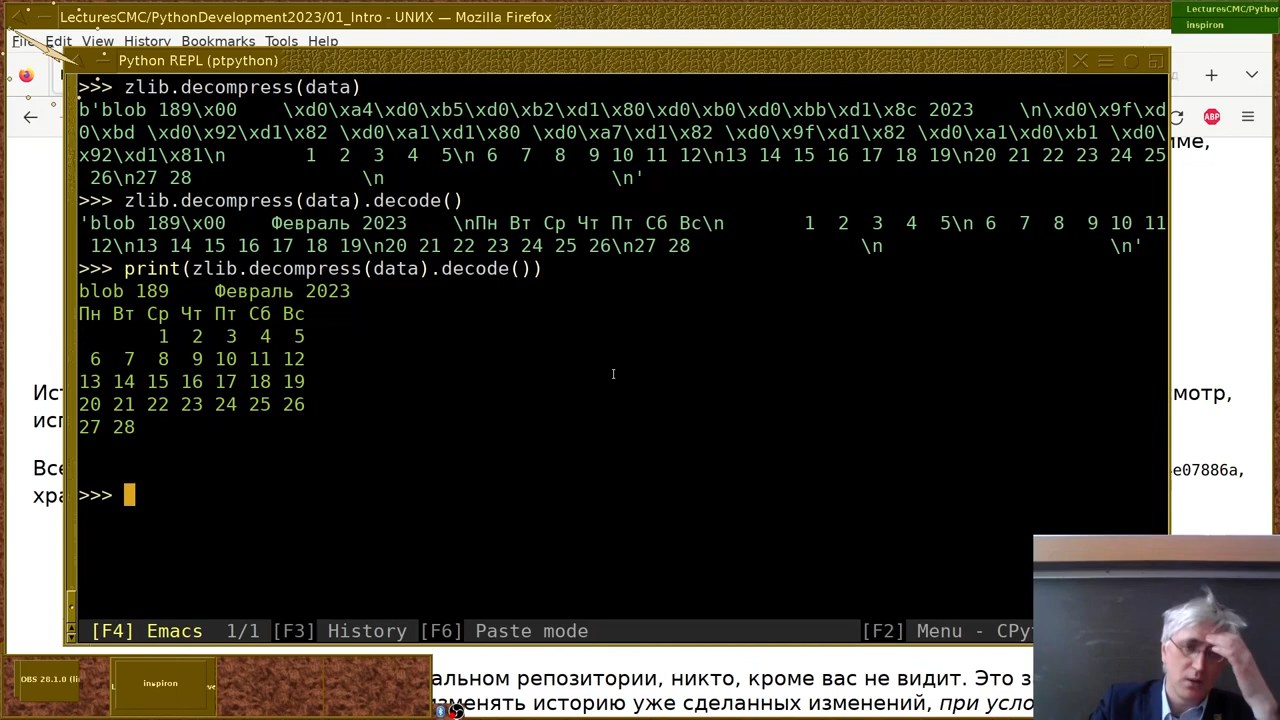 LecturesCMC/PythonDevelopment2023/01_Intro - UNИX — Mozilla Firefox
LecturesCMC/Python
inspiron
File Edit View History Bookmarks Tools Help
Python REPL (ptpython)
>>> zlib.decompress(data)
b'blob 189\x00    \xd0\xa4\xd0\xb5\xd0\xb2\xd1\x80\xd0\xb0\xd0\xbb\xd1\x8c 2023    \n\xd0\x9f\xd
0\xbd \xd0\x92\xd1\x82 \xd0\xa1\xd1\x80 \xd0\xa7\xd1\x82 \xd0\x9f\xd1\x82 \xd0\xa1\xd0\xb1 \xd0\
x92\xd1\x81\n       1  2  3  4  5\n 6  7  8  9 10 11 12\n13 14 15 16 17 18 19\n20 21 22 23 24 25
26\n27 28               \n                    \n'
>>> zlib.decompress(data).decode()
'blob 189\x00    Февраль 2023    \nПн Вт Ср Чт Пт Сб Вс\n       1  2  3  4  5\n 6  7  8  9 10 11
12\n13 14 15 16 17 18 19\n20 21 22 23 24 25 26\n27 28               \n                    \n'
>>> print(zlib.decompress(data).decode())
blob 189    Февраль 2023
Пн Вт Ср Чт Пт Сб Вс
1  2  3  4  5
6  7  8  9 10 11 12
13 14 15 16 17 18 19
20 21 22 23 24 25 26
27 28
>>>
ABP
мотр,
e07886a,
[F4] Emacs  1/1 [F3] History [F6] Paste mode [F2] Menu - CPy
OBS 28.1.0 (li
inspiron
альном репозитории, никто, кроме вас не видит. Это з
зменять историю уже сделанных изменений, при усло